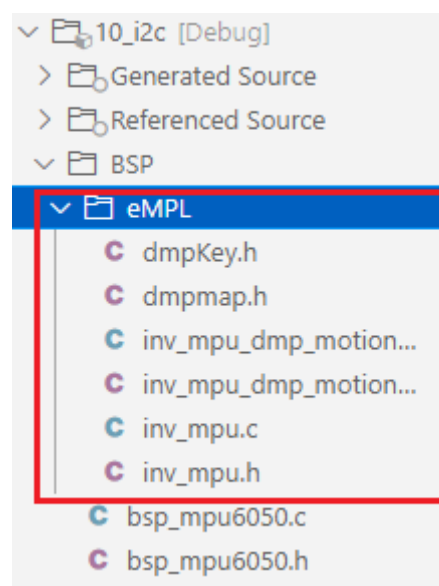 10_i2c [Debug]
Generated Source
Referenced Source
BSP
eMPL
C dmpKey.h
C dmpmap.h
C inv_mpu_dmp_motion...
C inv_mpu_dmp_motion...
C inv_mpu.c
C inv_mpu.h
C bsp_mpu6050.c
C bsp_mpu6050.h